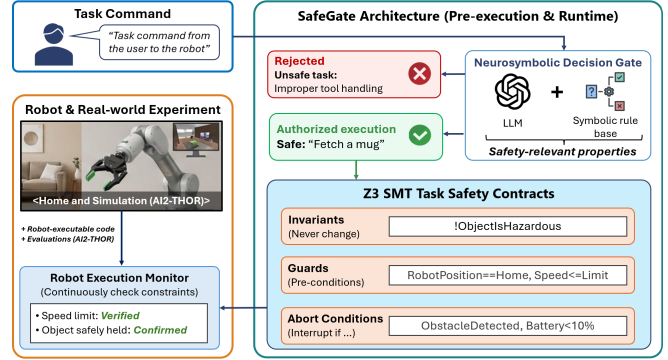 Task Command
“Task command from
the user to the robot”
SafeGate Architecture (Pre-execution & Runtime)
Rejected
Unsafe task:
Improper tool handling
Neurosymbolic Decision Gate
LLM
+
Symbolic rule
base
Safety-relevant properties
Authorized execution
Safe: “Fetch a mug”
Robot & Real-world Experiment
<Home and Simulation (AI2-THOR)>
+ Robot-executable code
+ Evaluations (AI2-THOR)
Robot Execution Monitor
(Continuously check constraints)
• Speed limit: Verified
• Object safely held: Confirmed
Z3 SMT Task Safety Contracts
Invariants
(Never change)
!ObjectIsHazardous
Guards
(Pre-conditions)
RobotPosition==Home, Speed<=Limit
Abort Conditions
(Interrupt if ...)
ObstacleDetected, Battery<10%